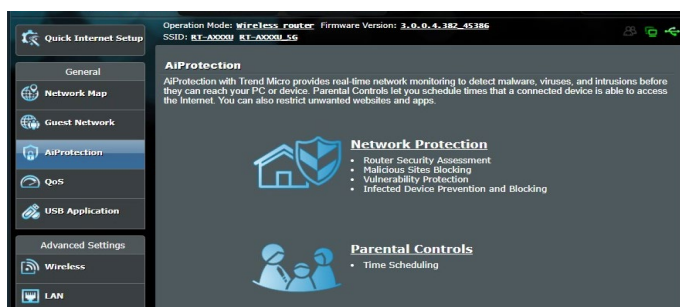 Operation Mode: Wireless router Firmware Version: 3.0.0.4.382_45386
SSID: RT-AXXXU RT-AXXXU_5G
Quick Internet Setup
General
Network Map
Guest Network
AiProtection
QoS
USB Application
Advanced Settings
Wireless
LAN
AiProtection
AiProtection with Trend Micro provides real-time network monitoring to detect malware, viruses, and intrusions before
they can reach your PC or device. Parental Controls let you schedule times that a connected device is able to access
the Internet. You can also restrict unwanted websites and apps.
Network Protection
• Router Security Assessment
• Malicious Sites Blocking
• Vulnerability Protection
• Infected Device Prevention and Blocking
Parental Controls
• Time Scheduling